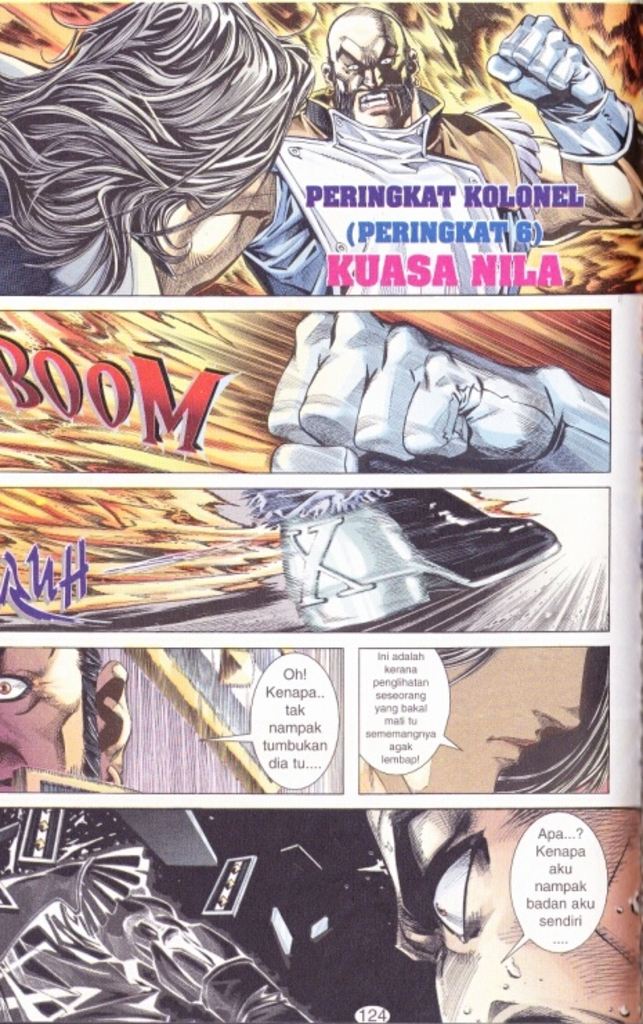 PERINGKAT KOLONEL
(PERINGKAT 6)
KUASA NILA
BOOM
X
Oh!
Kenapa..
tak
nampak
tumbukan
dia tu....
Ini adalah
kerana
penglihatan
seseorang
yang bakal
mati tu
sememangnya
agak
lembap!
Apa...?
Kenapa
aku
nampak
badan aku
sendiri
....
124